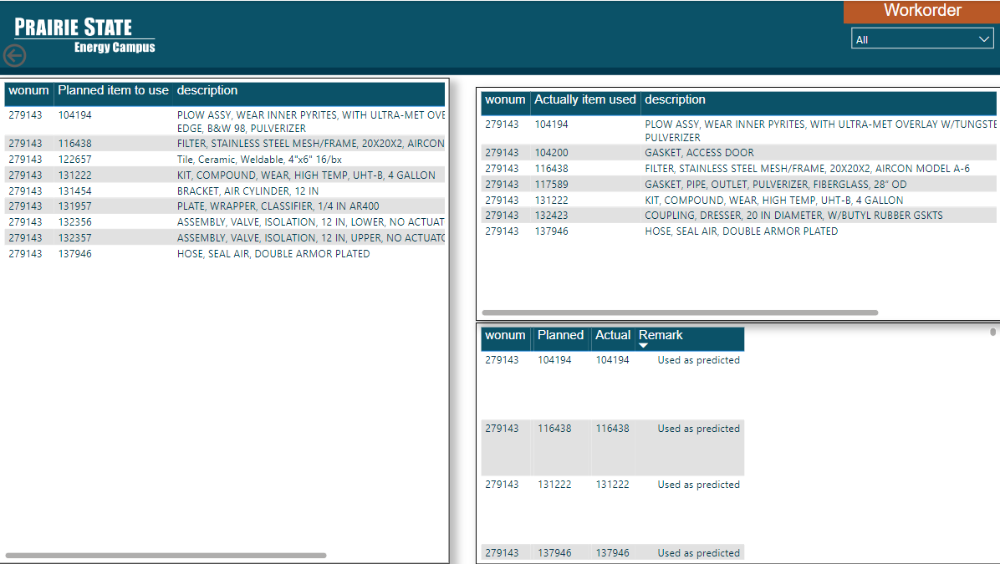 PRAIRIE STATE
Energy Campus
Workorder
All
wonum Planned item to use description
279143 104194 PLOW ASSY, WEAR INNER PYRITES, WITH ULTRA-MET OVE
EDGE, B&W 98, PULVERIZER
279143 116438 FILTER, STAINLESS STEEL MESH/FRAME, 20X20X2, AIRCON
279143 122657 Tile, Ceramic, Weldable, 4"x6" 16/bx
279143 131222 KIT, COMPOUND, WEAR, HIGH TEMP, UHT-B, 4 GALLON
279143 131454 BRACKET, AIR CYLINDER, 12 IN
279143 131957 PLATE, WRAPPER, CLASSIFIER, 1/4 IN AR400
279143 132356 ASSEMBLY, VALVE, ISOLATION, 12 IN, LOWER, NO ACTUAT
279143 132357 ASSEMBLY, VALVE, ISOLATION, 12 IN, UPPER, NO ACTUATO
279143 137946 HOSE, SEAL AIR, DOUBLE ARMOR PLATED
wonum Actually item used description
279143 104194 PLOW ASSY, WEAR INNER PYRITES, WITH ULTRA-MET OVERLAY W/TUNGSTE
PULVERIZER
279143 104200 GASKET, ACCESS DOOR
279143 116438 FILTER, STAINLESS STEEL MESH/FRAME, 20X20X2, AIRCON MODEL A-6
279143 117589 GASKET, PIPE, OUTLET, PULVERIZER, FIBERGLASS, 28" OD
279143 131222 KIT, COMPOUND, WEAR, HIGH TEMP, UHT-B, 4 GALLON
279143 132423 COUPLING, DRESSER, 20 IN DIAMETER, W/BUTYL RUBBER GSKTS
279143 137946 HOSE, SEAL AIR, DOUBLE ARMOR PLATED
wonum Planned Actual Remark
279143 104194 104194 Used as predicted
279143 116438 116438 Used as predicted
279143 131222 131222 Used as predicted
279143 137946 137946 Used as predicted